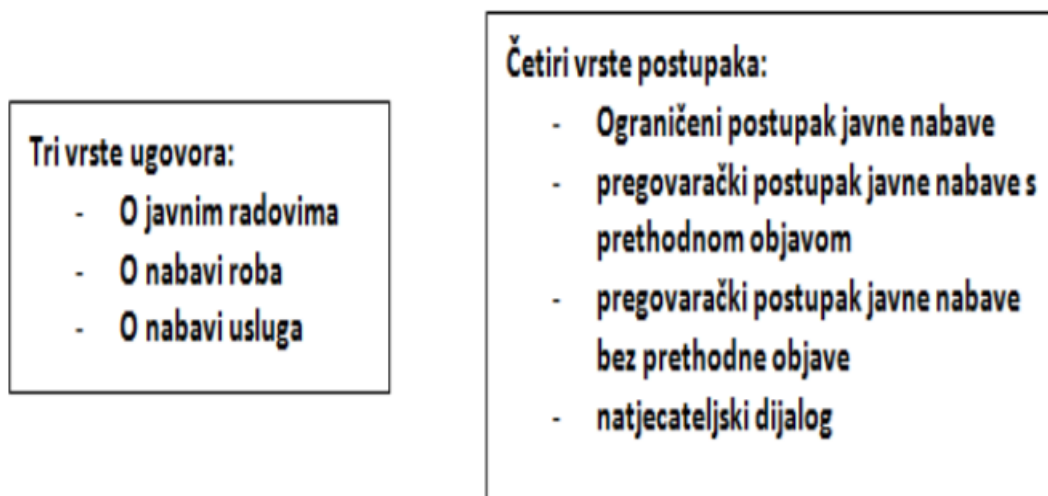 Tri vrste ugovora:
- O javnim radovima
- O nabavi roba
- O nabavi usluga
Četiri vrste postupaka:
- Ograničeni postupak javne nabave
- pregovarački postupak javne nabave s
prethodnom objavom
- pregovarački postupak javne nabave
bez prethodne objave
- natjecateljski dijalog